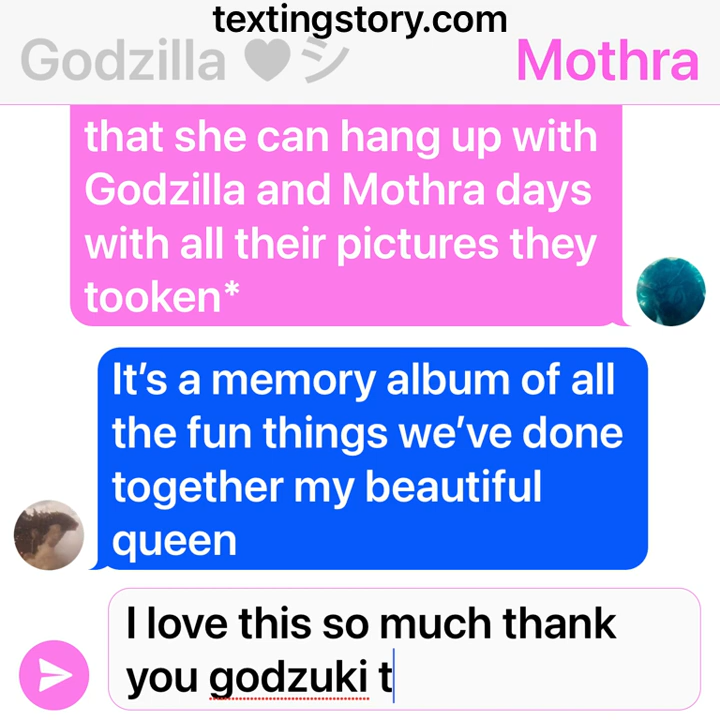 textingstory.com
Godzilla 🩶シ
Mothra
that she can hang up with
Godzilla and Mothra days
with all their pictures they
tooken*
It’s a memory album of all
the fun things we’ve done
together my beautiful
queen
I love this so much thank
you godzuki t